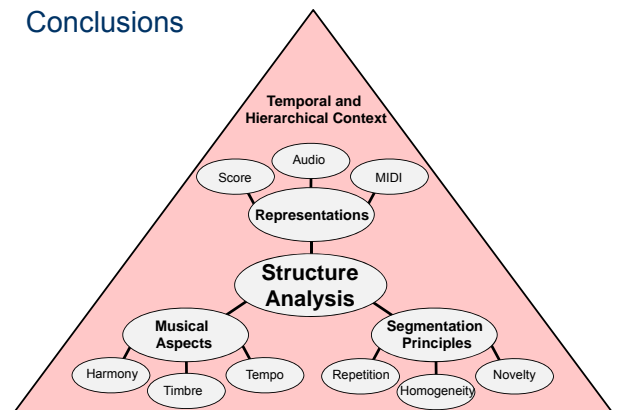 Conclusions
Temporal and
Hierarchical Context
Audio
Score
MIDI
Representations
Structure
Analysis
Musical
Aspects
Segmentation
Principles
Harmony
Timbre
Tempo
Repetition
Homogeneity
Novelty